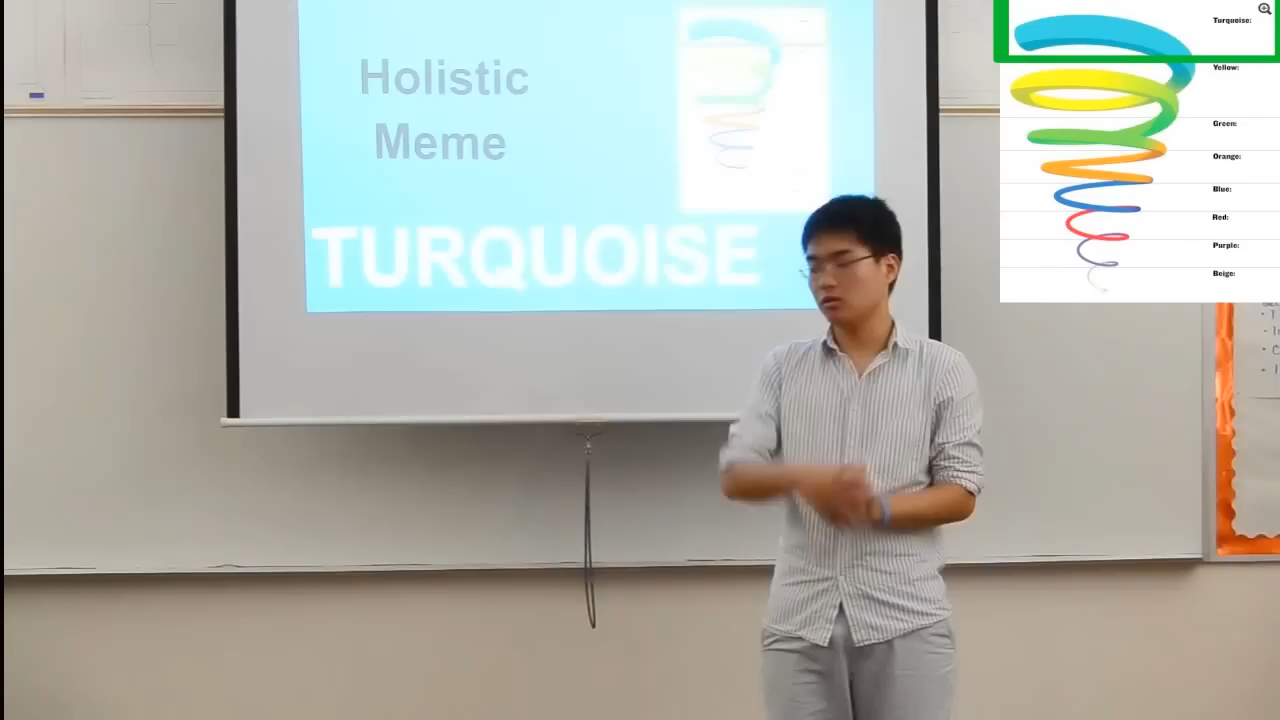 Holistic
Meme
TURQUOISE
Turquoise:
Yellow:
Green:
Orange:
Blue:
Red:
Purple:
Beige: